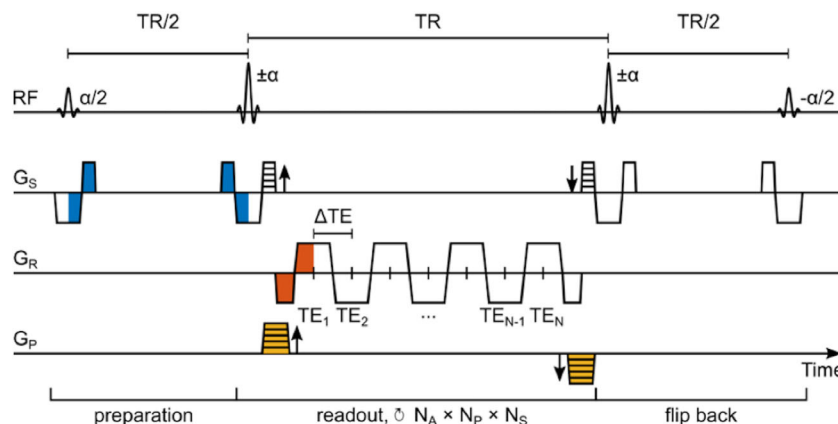 TR/2 TR TR/2
RF α/2 ±α ±α -α/2
G_S
ΔTE
G_R
TE_1 TE_2 ... TE_{N-1} TE_N
G_P
Time
preparation readout, ⥁ N_A × N_P × N_S flip back